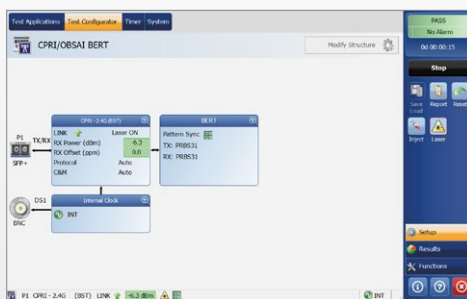 Test Applications Test Configurator Timer System
CPRI/OBSAI BERT
Modify Structure
PASS
No Alarm
0d 00:00:15
Stop
Save
Load
Report
Reset
Inject
Laser
CPRI - 2.4G (BST)
LINK Laser ON
RX Power (dBm) -6.3
RX Offset (ppm) 0.0
Protocol Auto
C&M Auto
BERT
Pattern Sync
TX: PRBS31
RX: PRBS31
P1
TX/RX
SFP+
DS1
BNC
Internal Clock
INT
Setup
Results
Functions
P1 CPRI - 2.4G (BST) LINK -6.3 dBm
INT